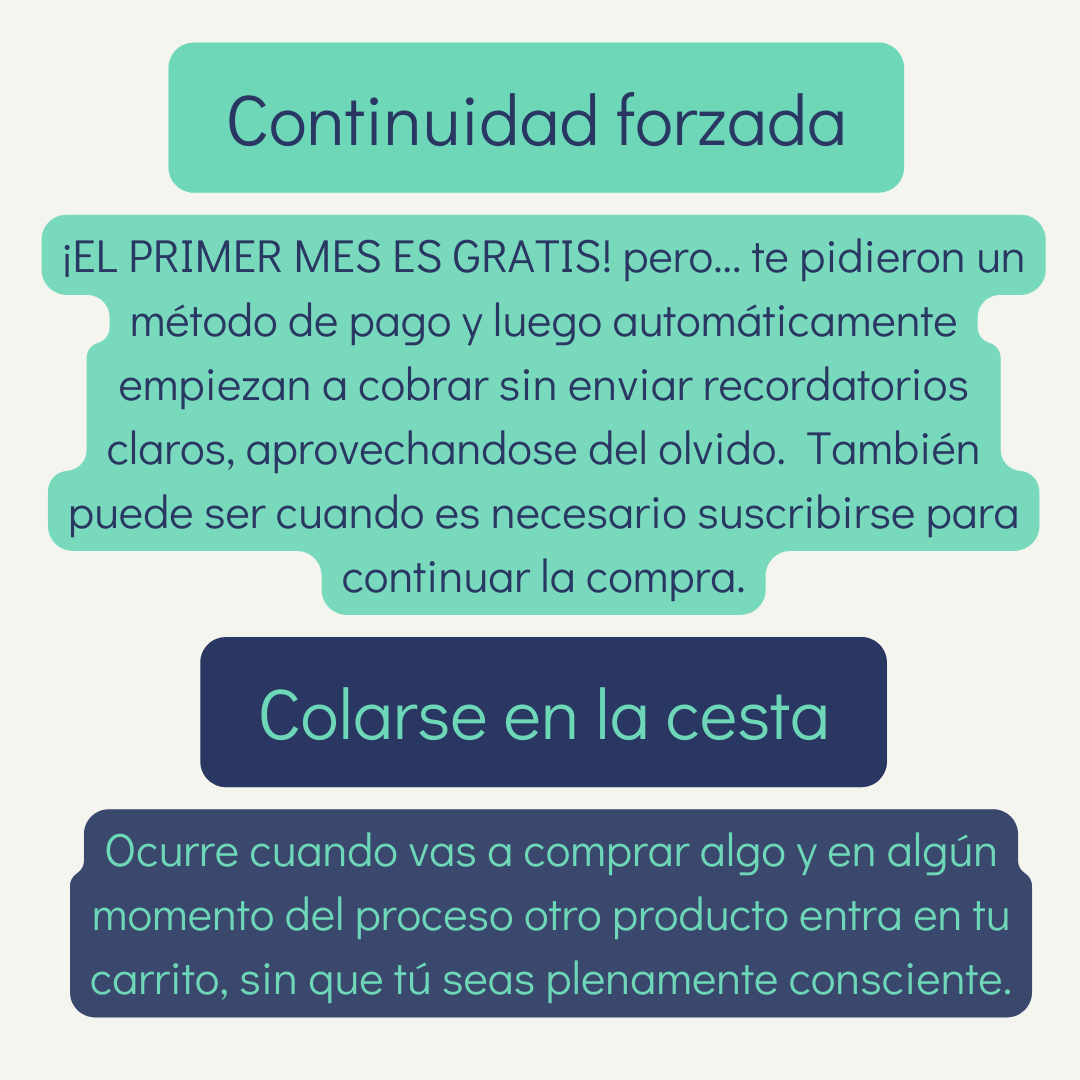 Continuidad forzada
¡EL PRIMER MES ES GRATIS! pero... te pidieron un
método de pago y luego automáticamente
empiezan a cobrar sin enviar recordatorios
claros, aprovechandose del olvido.  También
puede ser cuando es necesario suscribirse para
continuar la compra.
Colarse en la cesta
Ocurre cuando vas a comprar algo y en algún
momento del proceso otro producto entra en tu
carrito, sin que tú seas plenamente consciente.